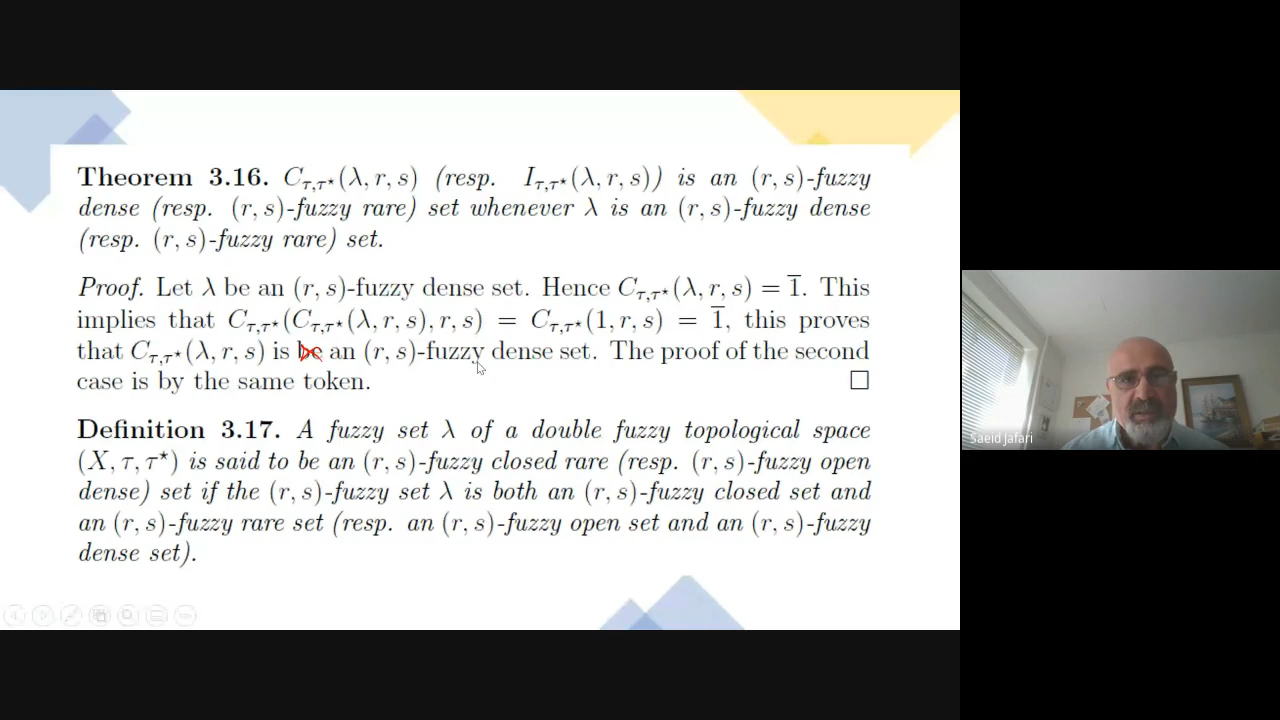 Theorem 3.16. C_{τ,τ⋆}(λ, r, s) (resp. I_{τ,τ⋆}(λ, r, s)) is an (r, s)-fuzzy
dense (resp. (r, s)-fuzzy rare) set whenever λ is an (r, s)-fuzzy dense
(resp. (r, s)-fuzzy rare) set.
Proof. Let λ be an (r, s)-fuzzy dense set. Hence C_{τ,τ⋆}(λ, r, s) = 1̅. This
implies that C_{τ,τ⋆}(C_{τ,τ⋆}(λ, r, s), r, s) = C_{τ,τ⋆}(1, r, s) = 1̅, this proves
that C_{τ,τ⋆}(λ, r, s) is be an (r, s)-fuzzy dense set. The proof of the second
case is by the same token. □
Definition 3.17. A fuzzy set λ of a double fuzzy topological space
(X, τ, τ⋆) is said to be an (r, s)-fuzzy closed rare (resp. (r, s)-fuzzy open
dense) set if the (r, s)-fuzzy set λ is both an (r, s)-fuzzy closed set and
an (r, s)-fuzzy rare set (resp. an (r, s)-fuzzy open set and an (r, s)-fuzzy
dense set).
Saeid Jafari